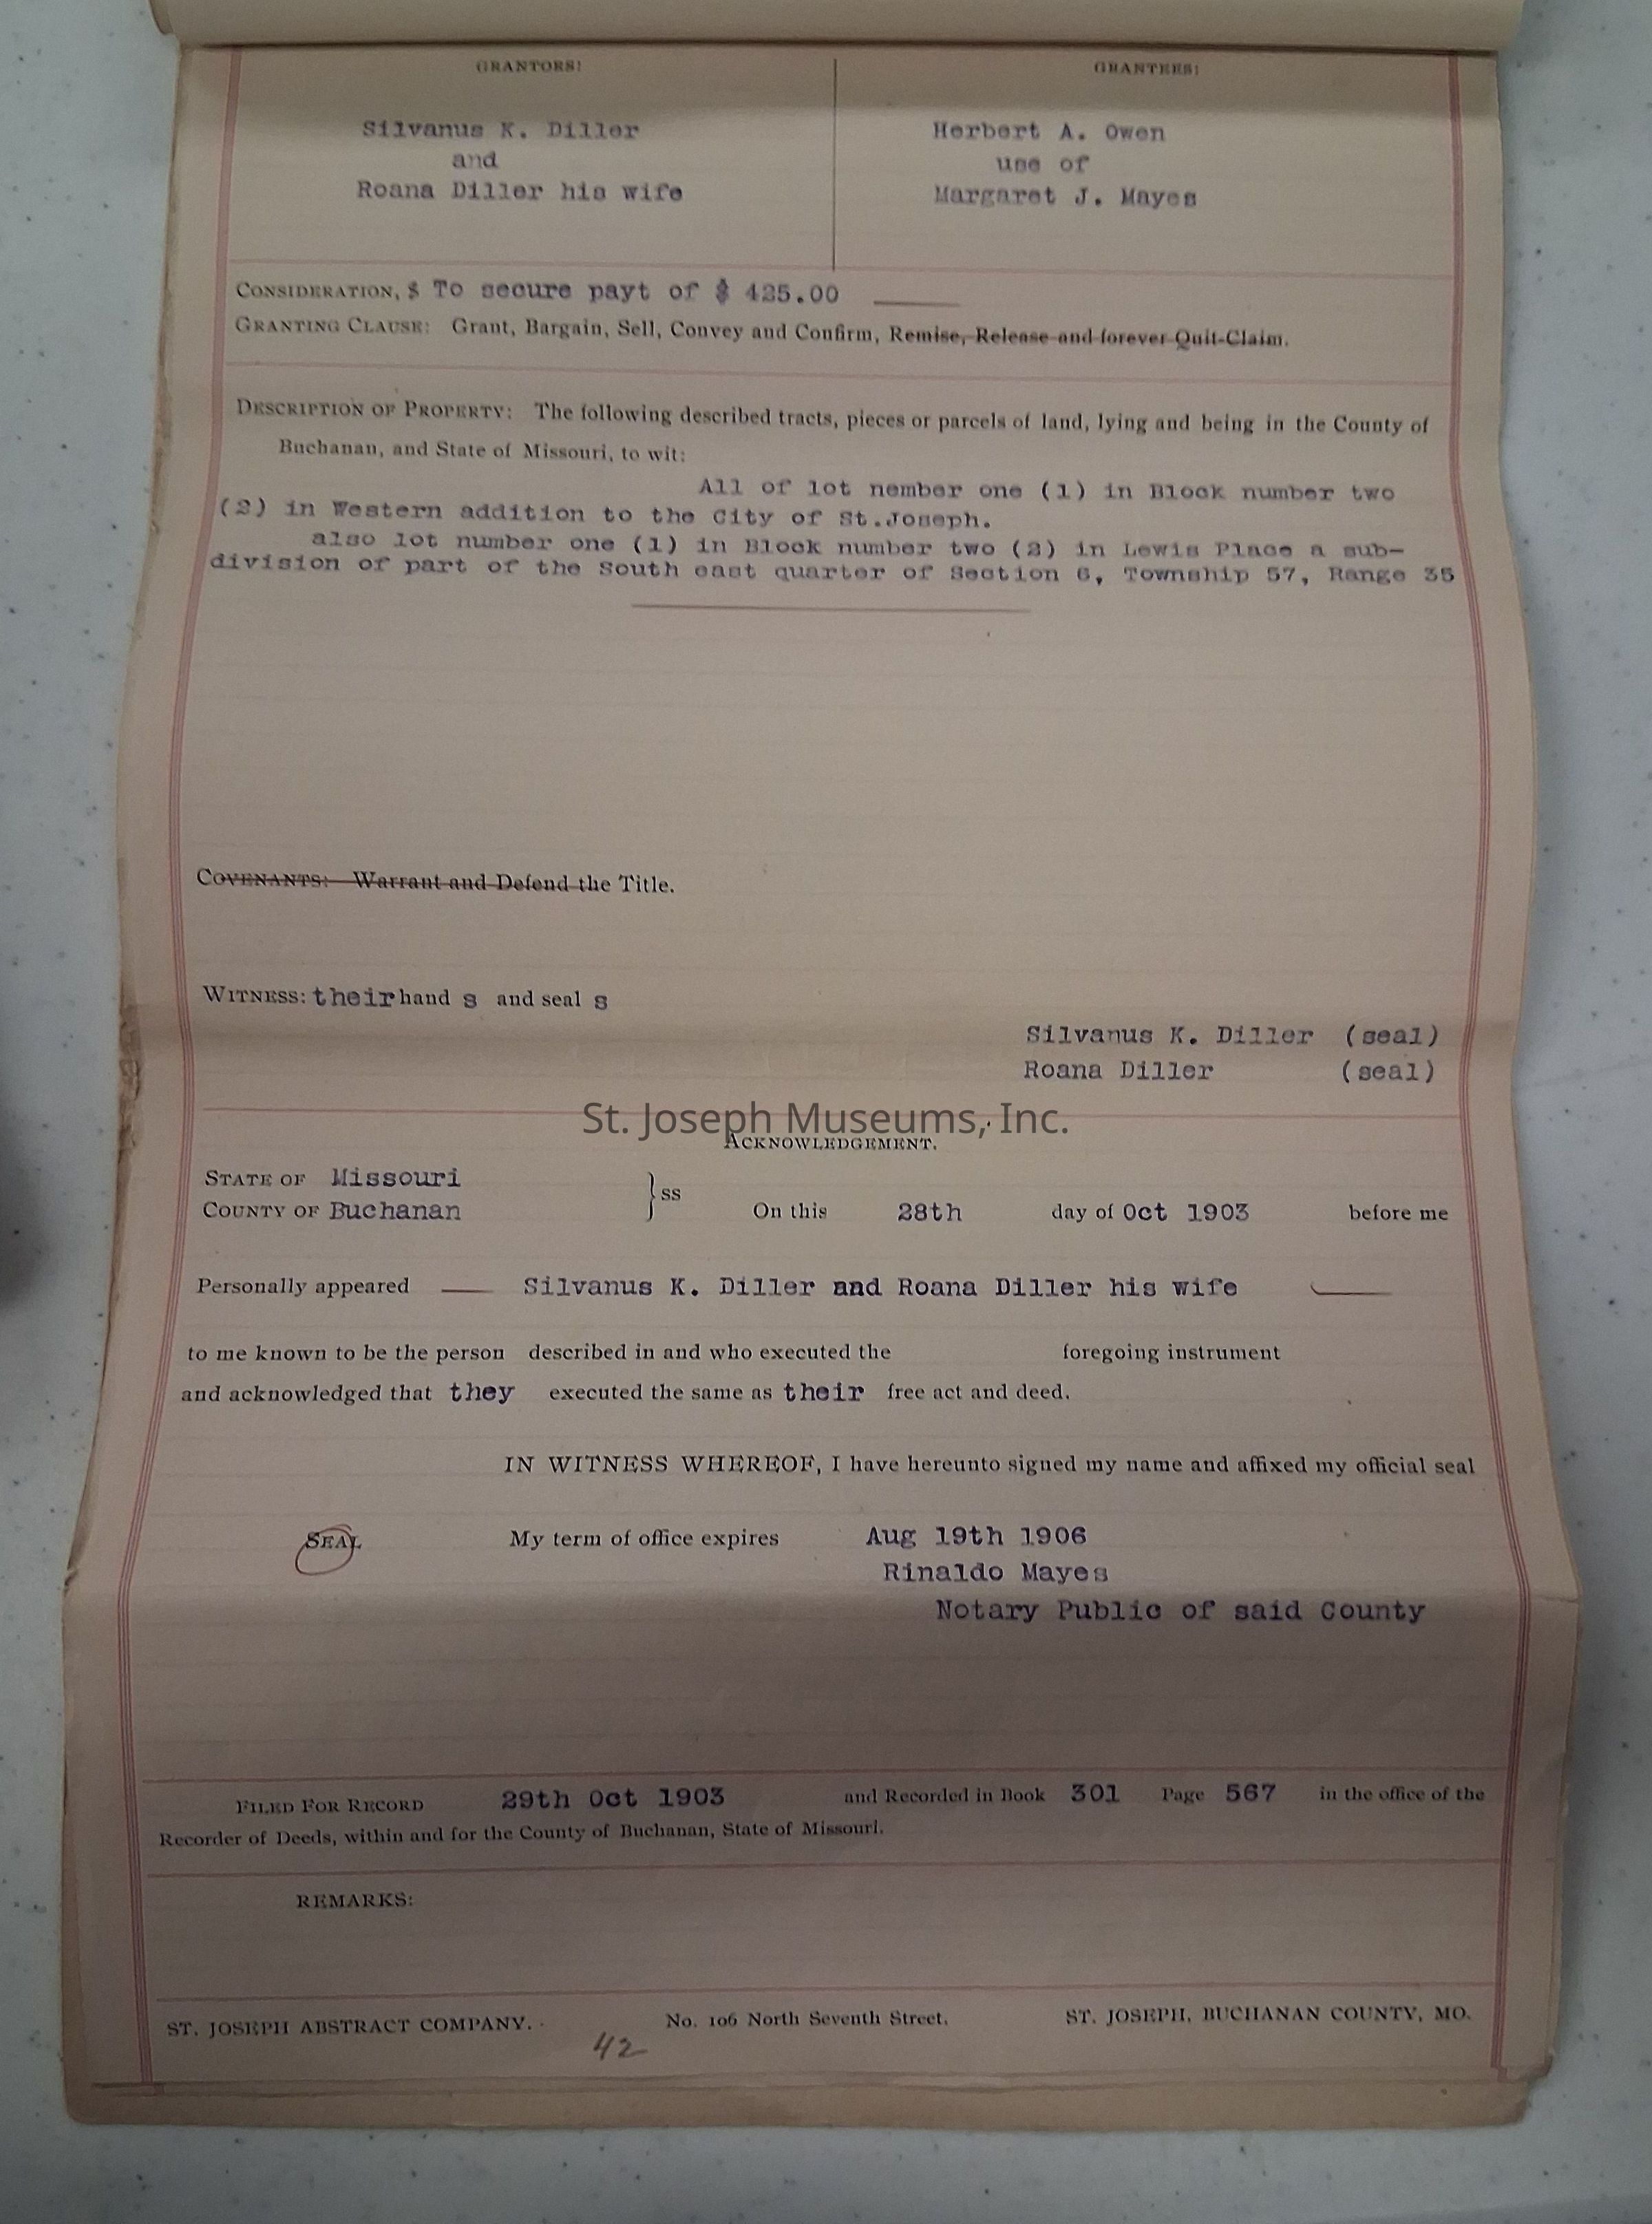 GRANTORS:
GRANTEES:
Silvanus K. Diller
and
Roana Diller his wife
Herbert A. Owen
use of
Margaret J. Mayes
CONSIDERATION, $ To secure payt of $ 425.00
GRANTING CLAUSE: Grant, Bargain, Sell, Convey and Confirm, Remise, Release and forever Quit-Claim.
DESCRIPTION OF PROPERTY: The following described tracts, pieces or parcels of land, lying and being in the County of
Buchanan, and State of Missouri, to wit:
All of lot nember one (1) in Block number two
(2) in Western addition to the City of St.Joseph.
also lot number one (1) in Block number two (2) in Lewis Place a sub-
division of part of the South east quarter of Section 6, Township 57, Range 35
COVENANTS: Warrant and Defend the Title.
WITNESS: their hand s and seal s
Silvanus K. Diller (seal)
Roana Diller (seal)
St. Joseph Museums, Inc.
ACKNOWLEDGEMENT.
STATE OF Missouri
COUNTY OF Buchanan } ss On this 28th day of Oct 1903 before me
Personally appeared Silvanus K. Diller and Roana Diller his wife
to me known to be the person described in and who executed the foregoing instrument
and acknowledged that they executed the same as their free act and deed.
IN WITNESS WHEREOF, I have hereunto signed my name and affixed my official seal
SEAL My term of office expires Aug 19th 1906
Rinaldo Mayes
Notary Public of said County
FILED FOR RECORD 29th Oct 1903 and Recorded in Book 301 Page 567 in the office of the
Recorder of Deeds, within and for the County of Buchanan, State of Missouri.
REMARKS:
ST. JOSEPH ABSTRACT COMPANY. No. 106 North Seventh Street. ST. JOSEPH, BUCHANAN COUNTY, MO.
42